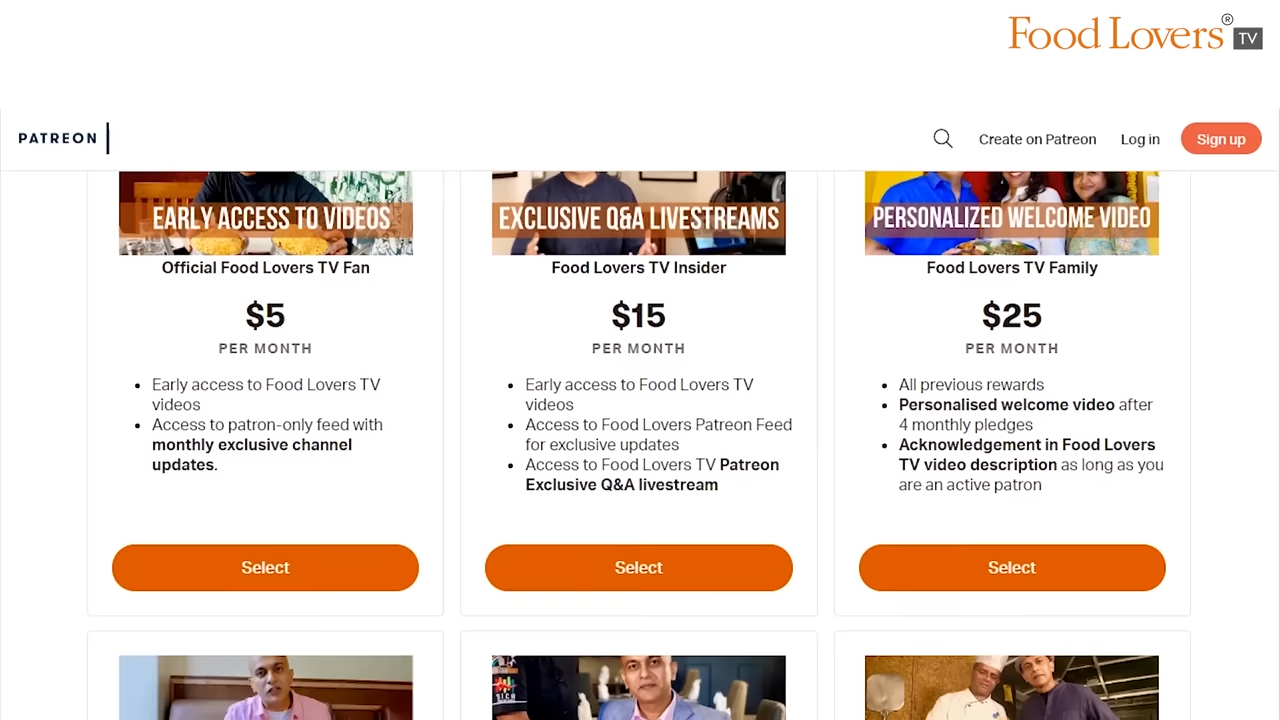 Food Lovers®
TV
PATREON
Create on Patreon
Log in
Sign up
EARLY ACCESS TO VIDEOS
Official Food Lovers TV Fan
$5
PER MONTH
• Early access to Food Lovers TV
videos
• Access to patron-only feed with
monthly exclusive channel
updates.
Select
EXCLUSIVE Q&A LIVESTREAMS
Food Lovers TV Insider
$15
PER MONTH
• Early access to Food Lovers TV
videos
• Access to Food Lovers Patreon Feed
for exclusive updates
• Access to Food Lovers TV Patreon
Exclusive Q&A livestream
Select
PERSONALIZED WELCOME VIDEO
Food Lovers TV Family
$25
PER MONTH
• All previous rewards
• Personalised welcome video after
4 monthly pledges
• Acknowledgement in Food Lovers
TV video description as long as you
are an active patron
Select